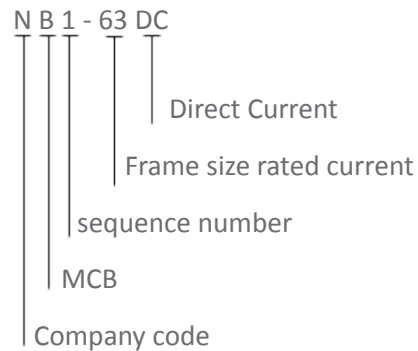 N B 1 - 63 DC
Direct Current
Frame size rated current
sequence number
MCB
Company code